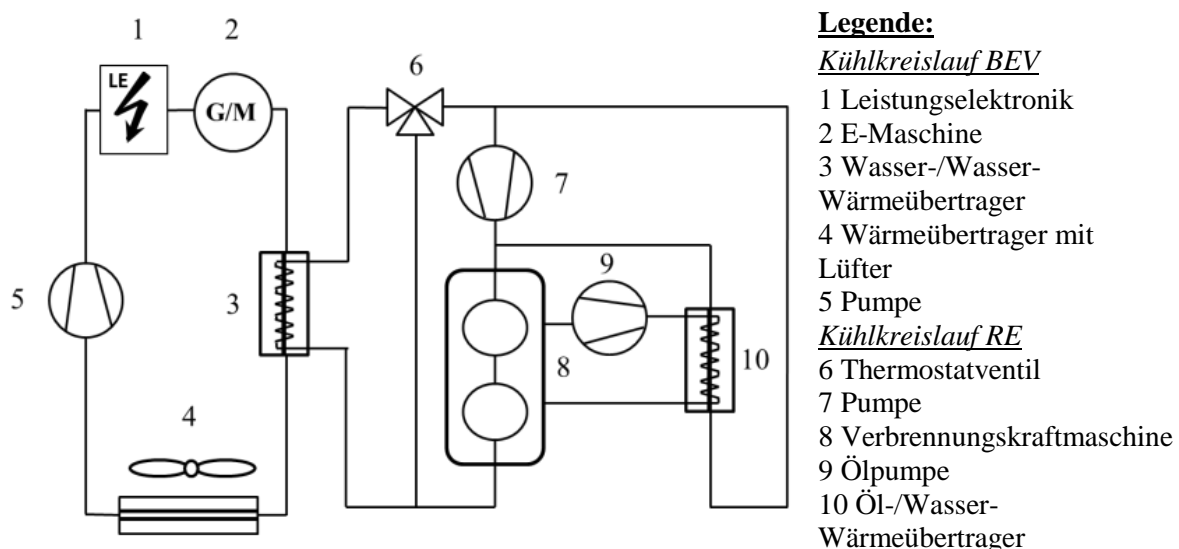 1
2
LE
G/M
6
7
5
3
9
8
10
4
Legende:
Kühlkreislauf BEV
1 Leistungselektronik
2 E-Maschine
3 Wasser-/Wasser-
Wärmeübertrager
4 Wärmeübertrager mit
Lüfter
5 Pumpe
Kühlkreislauf RE
6 Thermostatventil
7 Pumpe
8 Verbrennungskraftmaschine
9 Ölpumpe
10 Öl-/Wasser-
Wärmeübertrager